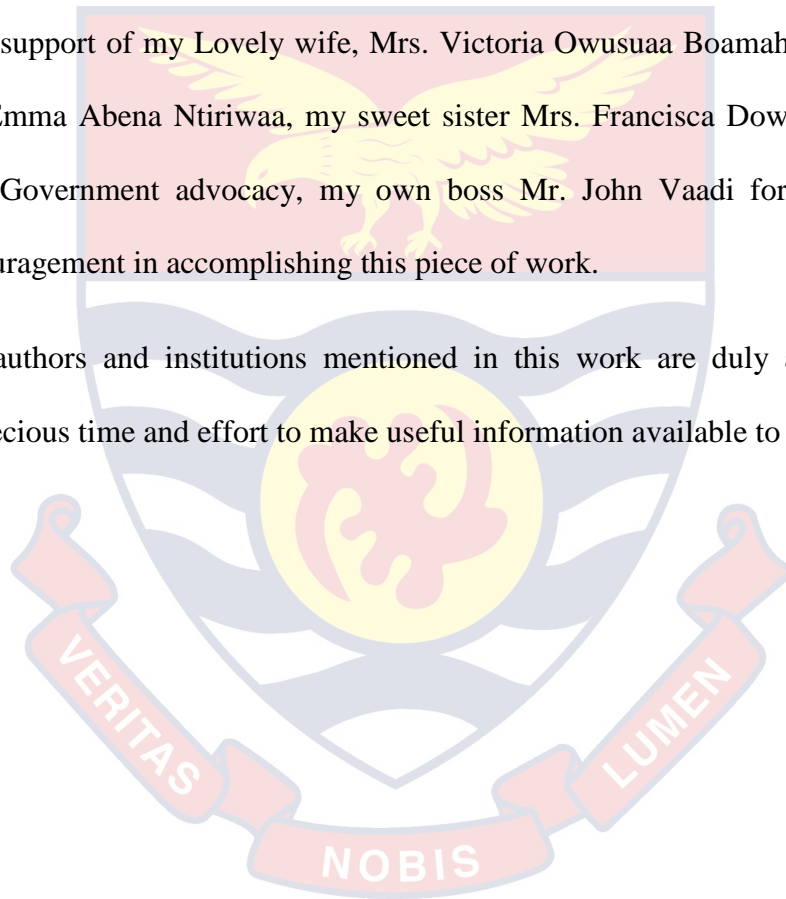 support of my Lovely wife, Mrs. Victoria Owusuaa Boamah
Emma Abena Ntiriwaa, my sweet sister Mrs. Francisca Dow
Government advocacy, my own boss Mr. John Vaadi for
uragement in accomplishing this piece of work.
authors and institutions mentioned in this work are duly a
ecious time and effort to make useful information available to
VERITAS
NOBIS
LUMEN